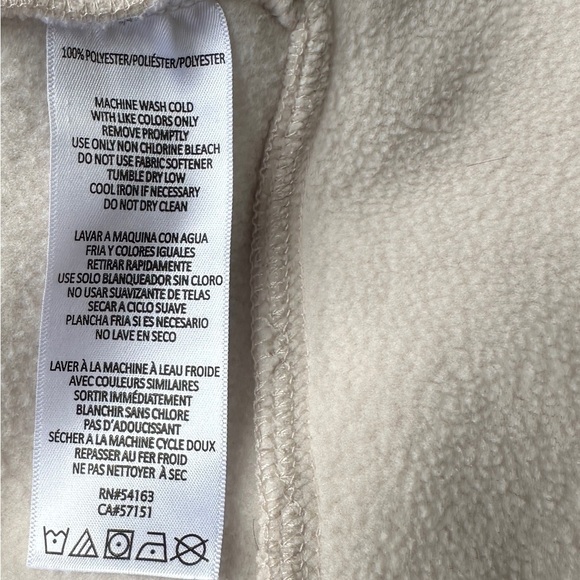 100% POLYESTER/POLIÉSTER/POLYESTER
MACHINE WASH COLD
WITH LIKE COLORS ONLY
REMOVE PROMPTLY
USE ONLY NON CHLORINE BLEACH
DO NOT USE FABRIC SOFTENER
TUMBLE DRY LOW
COOL IRON IF NECESSARY
DO NOT DRY CLEAN
LAVAR A MAQUINA CON AGUA
FRIA Y COLORES IGUALES
RETIRAR RAPIDAMENTE
USE SOLO BLANQUEADOR SIN CLORO
NO USAR SUAVIZANTE DE TELAS
SECAR A CICLO SUAVE
PLANCHA FRIA SI ES NECESARIO
NO LAVE EN SECO
LAVER À LA MACHINE À LEAU FROIDE
AVEC COULEURS SIMILAIRES
SORTIR IMMÉDIATEMENT
BLANCHIR SANS CHLORE
PAS D'ADOUCISSANT
SÉCHER A LA MACHINE CYCLE DOUX
REPASSER AU FER FROID
NE PAS NETTOYER À SEC
RN#54163
CA#57151